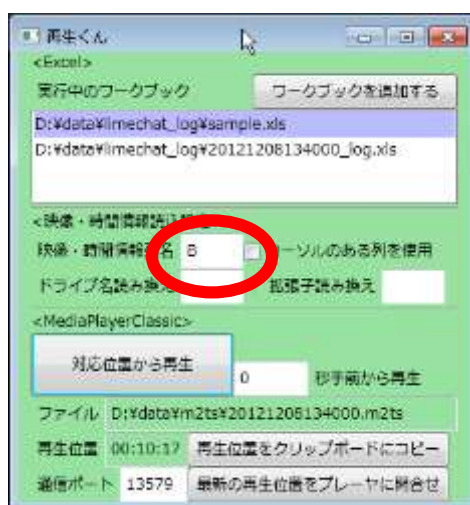 再生くん
<Excel>
実行中のワークブック ワークブックを追加する
D:¥data¥limechat_log¥sample.xls
D:¥data¥limechat_log¥20121208134000_log.xls
<映像・時間情報読込
映像・時間情報列名 B ーソルのある列を使用
ドライブ名読み換え 拡張子読み換え
<MediaPlayerClassic>
対応位置から再生 0 秒手前から再生
ファイル D:¥data¥m2ts¥20121208134000.m2ts
再生位置 00:10:17 再生位置をクリップボードにコピー
通信ポート 13579 最新の再生位置をプレーヤに問合せ